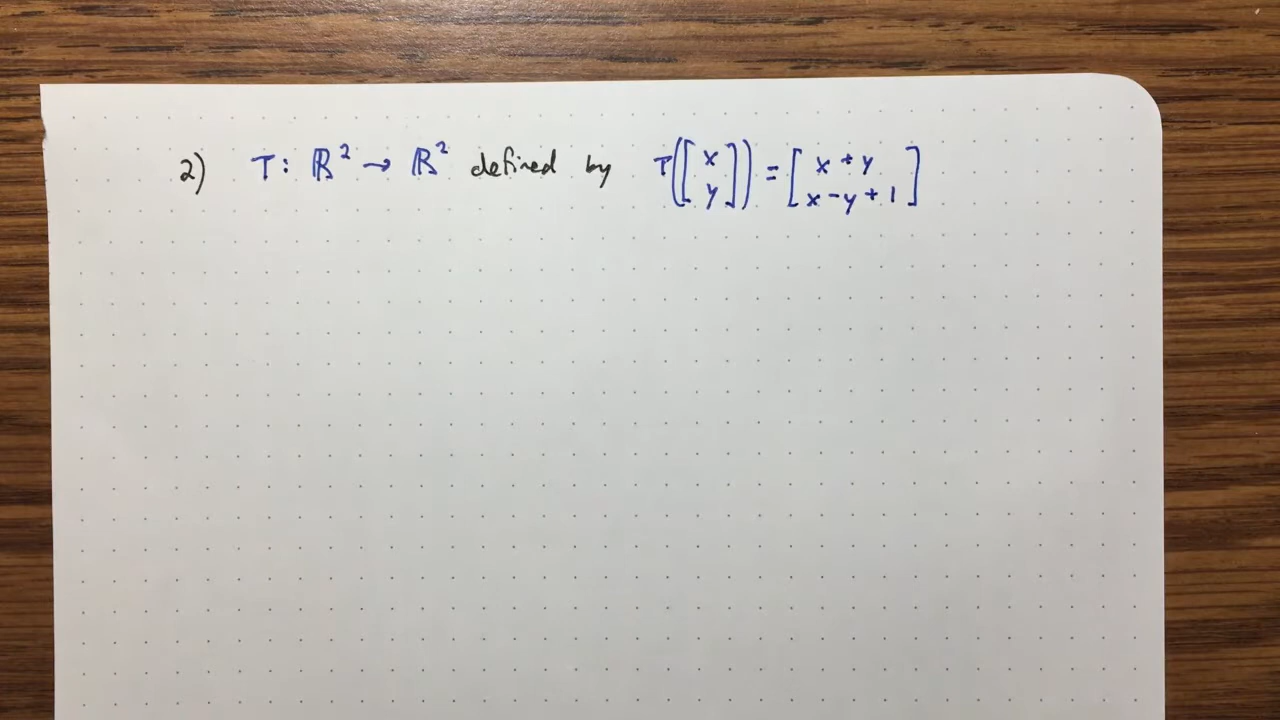 2) T: ℝ² → ℝ² defined by T([x y]) = [x + y x - y + 1]